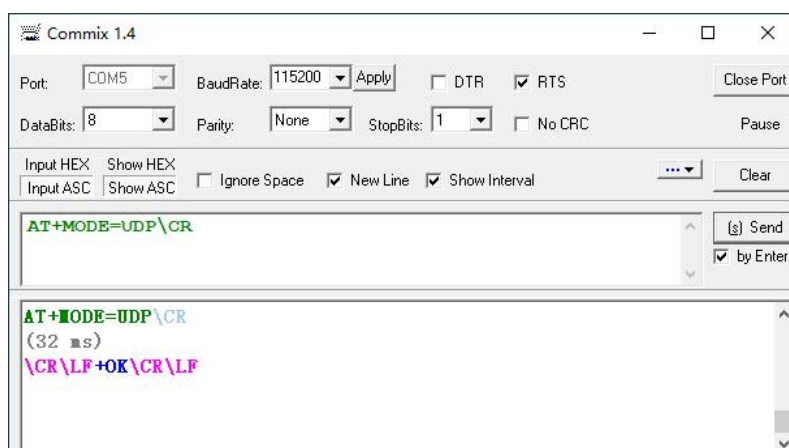 Commix 1.4
Port: COM5 BaudRate: 115200 Apply DTR RTS Close Port
DataBits: 8 Parity: None StopBits: 1 No CRC Pause
Input HEX Show HEX
Input ASC Show ASC Ignore Space New Line Show Interval ... Clear
AT+MODE=UDP\CR
(s) Send
by Enter
AT+MODE=UDP\CR
(32 ms)
\CR\LF+OK\CR\LF